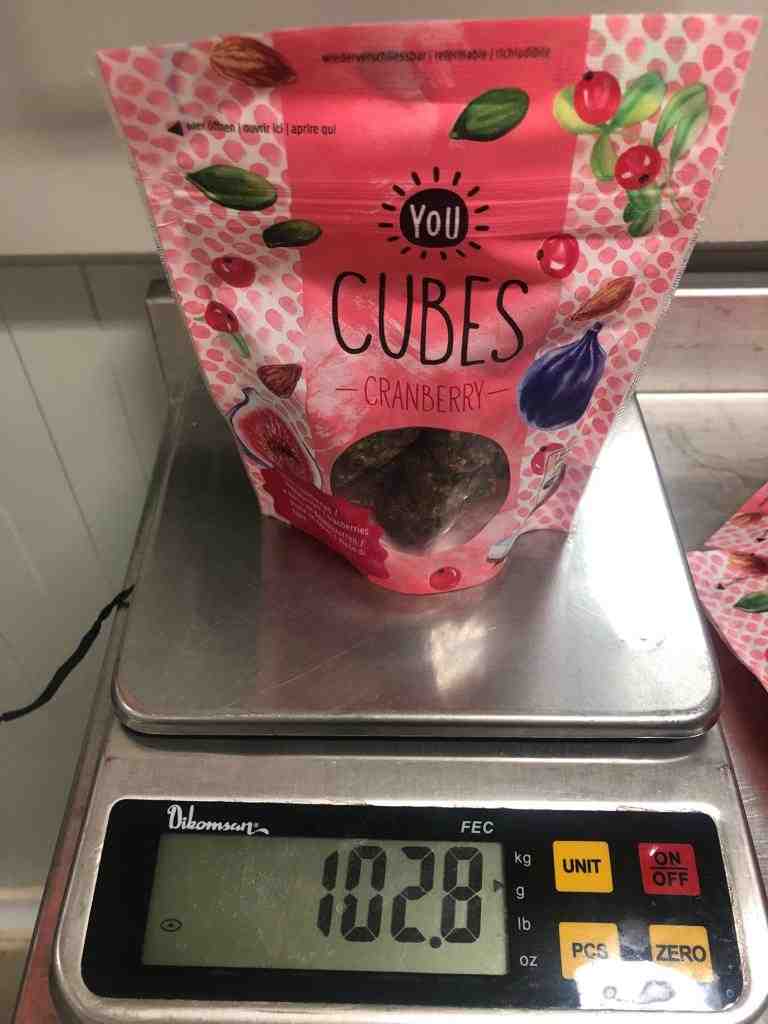 wiederverschliessbar | refermable | richiudibile
hier öffnen | ouvrir ici | aprire qui
YoU
CUBES
CRANBERRY
Dikomsan
FEC
102.8
kg
g
lb
oz
UNIT
ON
OFF
PCS
ZERO